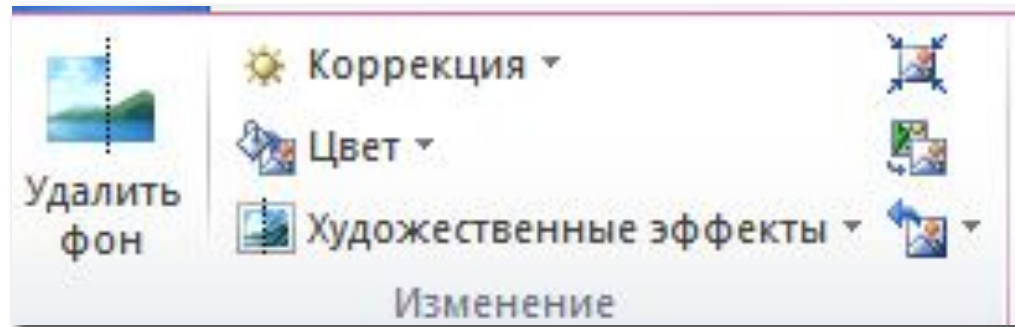 Удалить
фон
Коррекция
Цвет
Художественные эффекты
Изменение